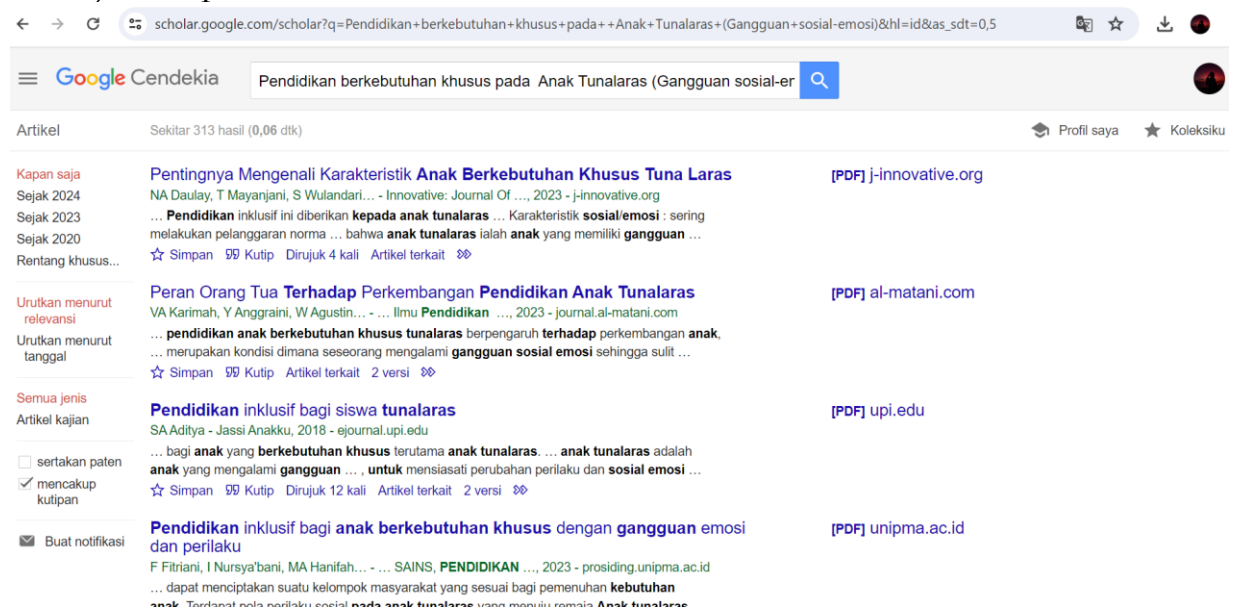 scholar.google.com/scholar?q=Pendidikan+berkebutuhan+khusus+pada++Anak+Tunalaras+(Gangguan+sosial-emosi)&hl=id&as_sdt=0,5
Google Cendekia
Pendidikan berkebutuhan khusus pada  Anak Tunalaras (Gangguan sosial-er
Artikel
Sekitar 313 hasil (0,06 dtk)
Profil saya
Koleksiku
Kapan saja
Sejak 2024
Sejak 2023
Sejak 2020
Rentang khusus...
Urutkan menurut
relevansi
Urutkan menurut
tanggal
Semua jenis
Artikel kajian
sertakan paten
mencakup
kutipan
Buat notifikasi
Pentingnya Mengenali Karakteristik Anak Berkebutuhan Khusus Tuna Laras
[PDF] j-innovative.org
NA Daulay, T Mayanjani, S Wulandari... - Innovative: Journal Of ..., 2023 - j-innovative.org
... Pendidikan inklusif ini diberikan kepada anak tunalaras ... Karakteristik sosial/emosi : sering
melakukan pelanggaran norma ... bahwa anak tunalaras ialah anak yang memiliki gangguan ...
Simpan Kutip Dirujuk 4 kali Artikel terkait
Peran Orang Tua Terhadap Perkembangan Pendidikan Anak Tunalaras
[PDF] al-matani.com
VA Karimah, Y Anggraini, W Agustin... - ... Ilmu Pendidikan ..., 2023 - journal.al-matani.com
... pendidikan anak berkebutuhan khusus tunalaras berpengaruh terhadap perkembangan anak,
... merupakan kondisi dimana seseorang mengalami gangguan sosial emosi sehingga sulit ...
Simpan Kutip Artikel terkait 2 versi
Pendidikan inklusif bagi siswa tunalaras
[PDF] upi.edu
SA Aditya - Jassi Anakku, 2018 - ejournal.upi.edu
... bagi anak yang berkebutuhan khusus terutama anak tunalaras. ... anak tunalaras adalah
anak yang mengalami gangguan ... , untuk mensiasati perubahan perilaku dan sosial emosi ...
Simpan Kutip Dirujuk 12 kali Artikel terkait 2 versi
Pendidikan inklusif bagi anak berkebutuhan khusus dengan gangguan emosi
dan perilaku
[PDF] unipma.ac.id
F Fitriani, I Nursya'bani, MA Hanifah... - ... SAINS, PENDIDIKAN ..., 2023 - prosiding.unipma.ac.id
... dapat menciptakan suatu kelompok masyarakat yang sesuai bagi pemenuhan kebutuhan
anak. Terdapat pola perilaku sosial pada anak tunalaras yang menuju remaja Anak tunalaras